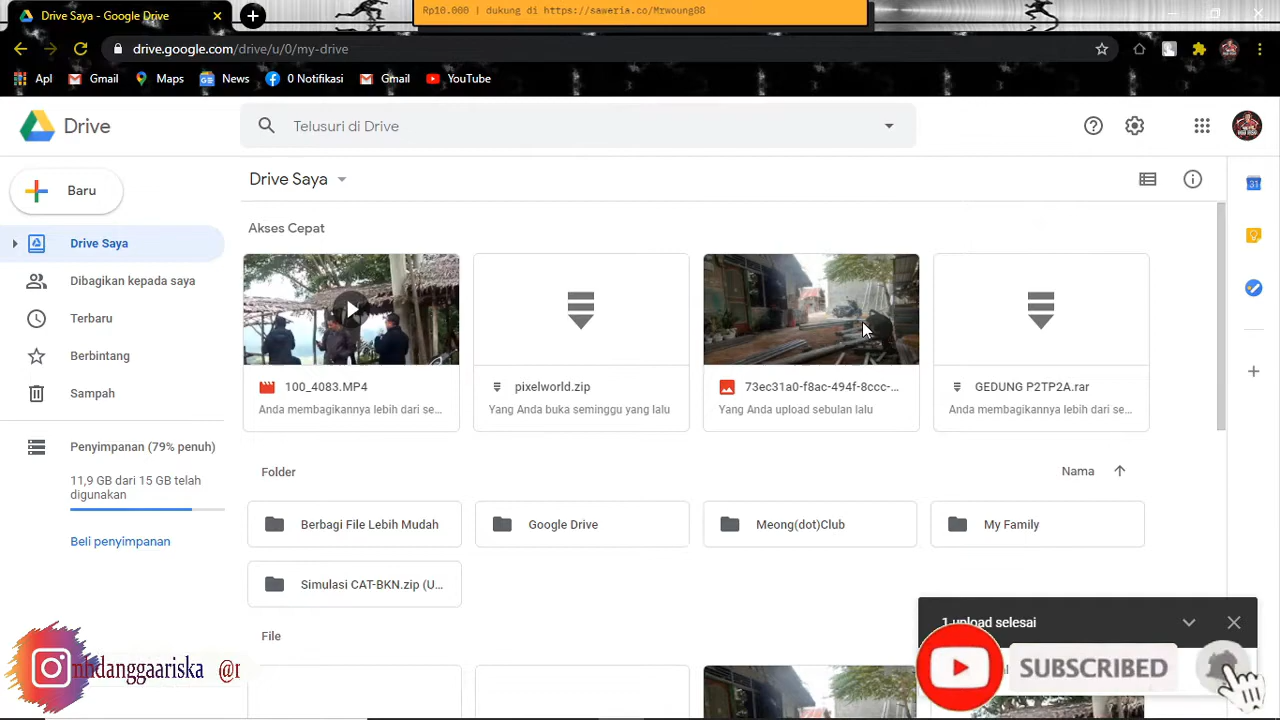 Drive Saya - Google Drive
Rp10.000 | dukung di https://saweria.co/Mrwoung88
drive.google.com/drive/u/0/my-drive
Apl
Gmail
Maps
News
0 Notifikasi
Gmail
YouTube
Drive
Telusuri di Drive
Baru
Drive Saya
Drive Saya
Dibagikan kepada saya
Terbaru
Berbintang
Sampah
Penyimpanan (79% penuh)
11,9 GB dari 15 GB telah
digunakan
Beli penyimpanan
Akses Cepat
100_4083.MP4
Anda membagikannya lebih dari se...
pixelworld.zip
Yang Anda buka seminggu yang lalu
73ec31a0-f8ac-494f-8ccc-...
Yang Anda upload sebulan lalu
GEDUNG P2TP2A.rar
Anda membagikannya lebih dari se...
Folder
Nama
Berbagi File Lebih Mudah
Google Drive
Meong(dot)Club
My Family
Simulasi CAT-BKN.zip (U...
File
1 upload selesai
SUBSCRIBED
mhdanggaariska
31